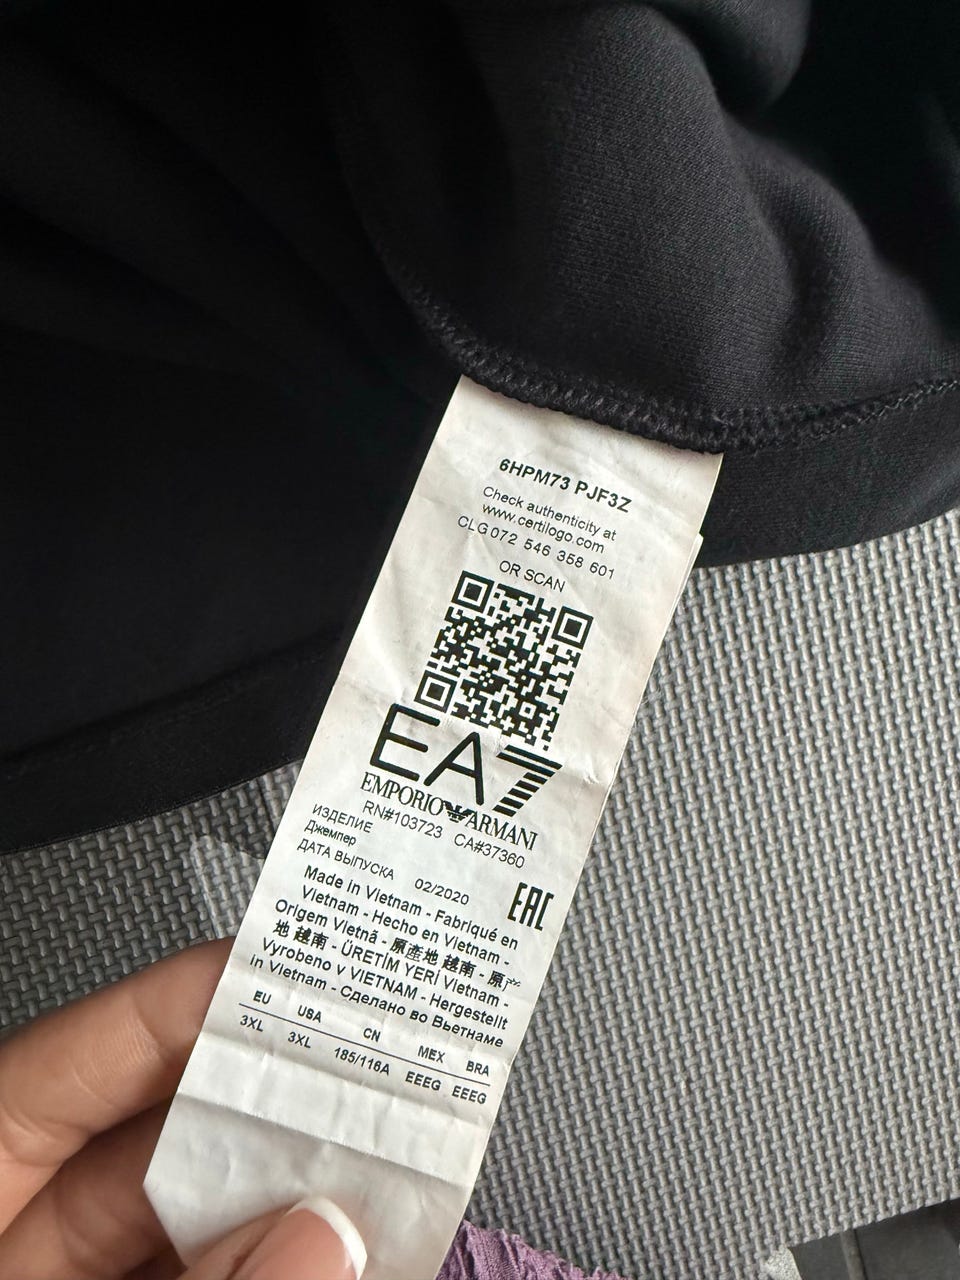 6HPM73 PJF3Z
Check authenticity at
www.certilogo.com
CLG 072 546 358 601
OR SCAN
EA7
EMPORIO ARMANI
RN#103723 CA#37360
ИЗДЕЛИЕ
Джемпер
ДАТА ВЫПУСКА 02/2020
EAC
Made in Vietnam - Fabriqué en
Vietnam - Hecho en Vietnam -
Origem Vietnã - 原產地 越南 - 原
地 越南 - ÜRETİM YERİ Vietnam -
Vyrobeno v VIETNAM - Hergestellt
in Vietnam - Сделано во Вьетнаме
EU USA CN MEX BRA
3XL 3XL 185/116A EEEG EEEG